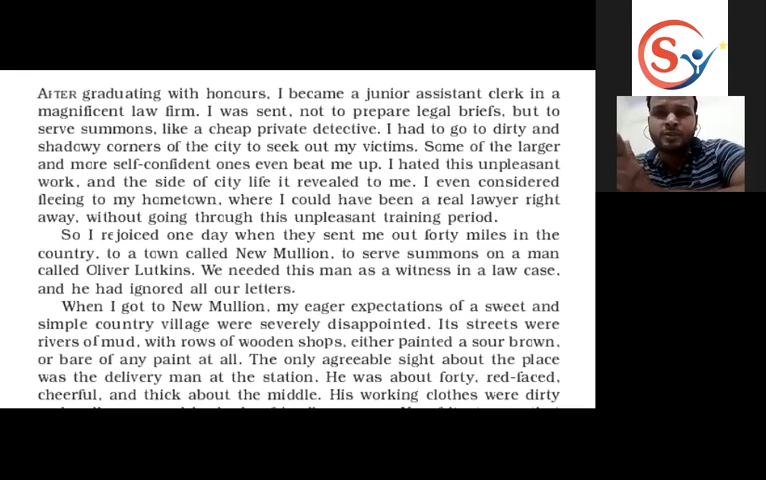 AFTER graduating with honours, I became a junior assistant clerk in a
magnificent law firm. I was sent, not to prepare legal briefs, but to
serve summons, like a cheap private detective. I had to go to dirty and
shadowy corners of the city to seek out my victims. Some of the larger
and more self-confident ones even beat me up. I hated this unpleasant
work, and the side of city life it revealed to me. I even considered
fleeing to my hometown, where I could have been a real lawyer right
away, without going through this unpleasant training period.
So I rejoiced one day when they sent me out forty miles in the
country, to a town called New Mullion, to serve summons on a man
called Oliver Lutkins. We needed this man as a witness in a law case,
and he had ignored all our letters.
When I got to New Mullion, my eager expectations of a sweet and
simple country village were severely disappointed. Its streets were
rivers of mud, with rows of wooden shops, either painted a sour brown,
or bare of any paint at all. The only agreeable sight about the place
was the delivery man at the station. He was about forty, red-faced,
cheerful, and thick about the middle. His working clothes were dirty
S